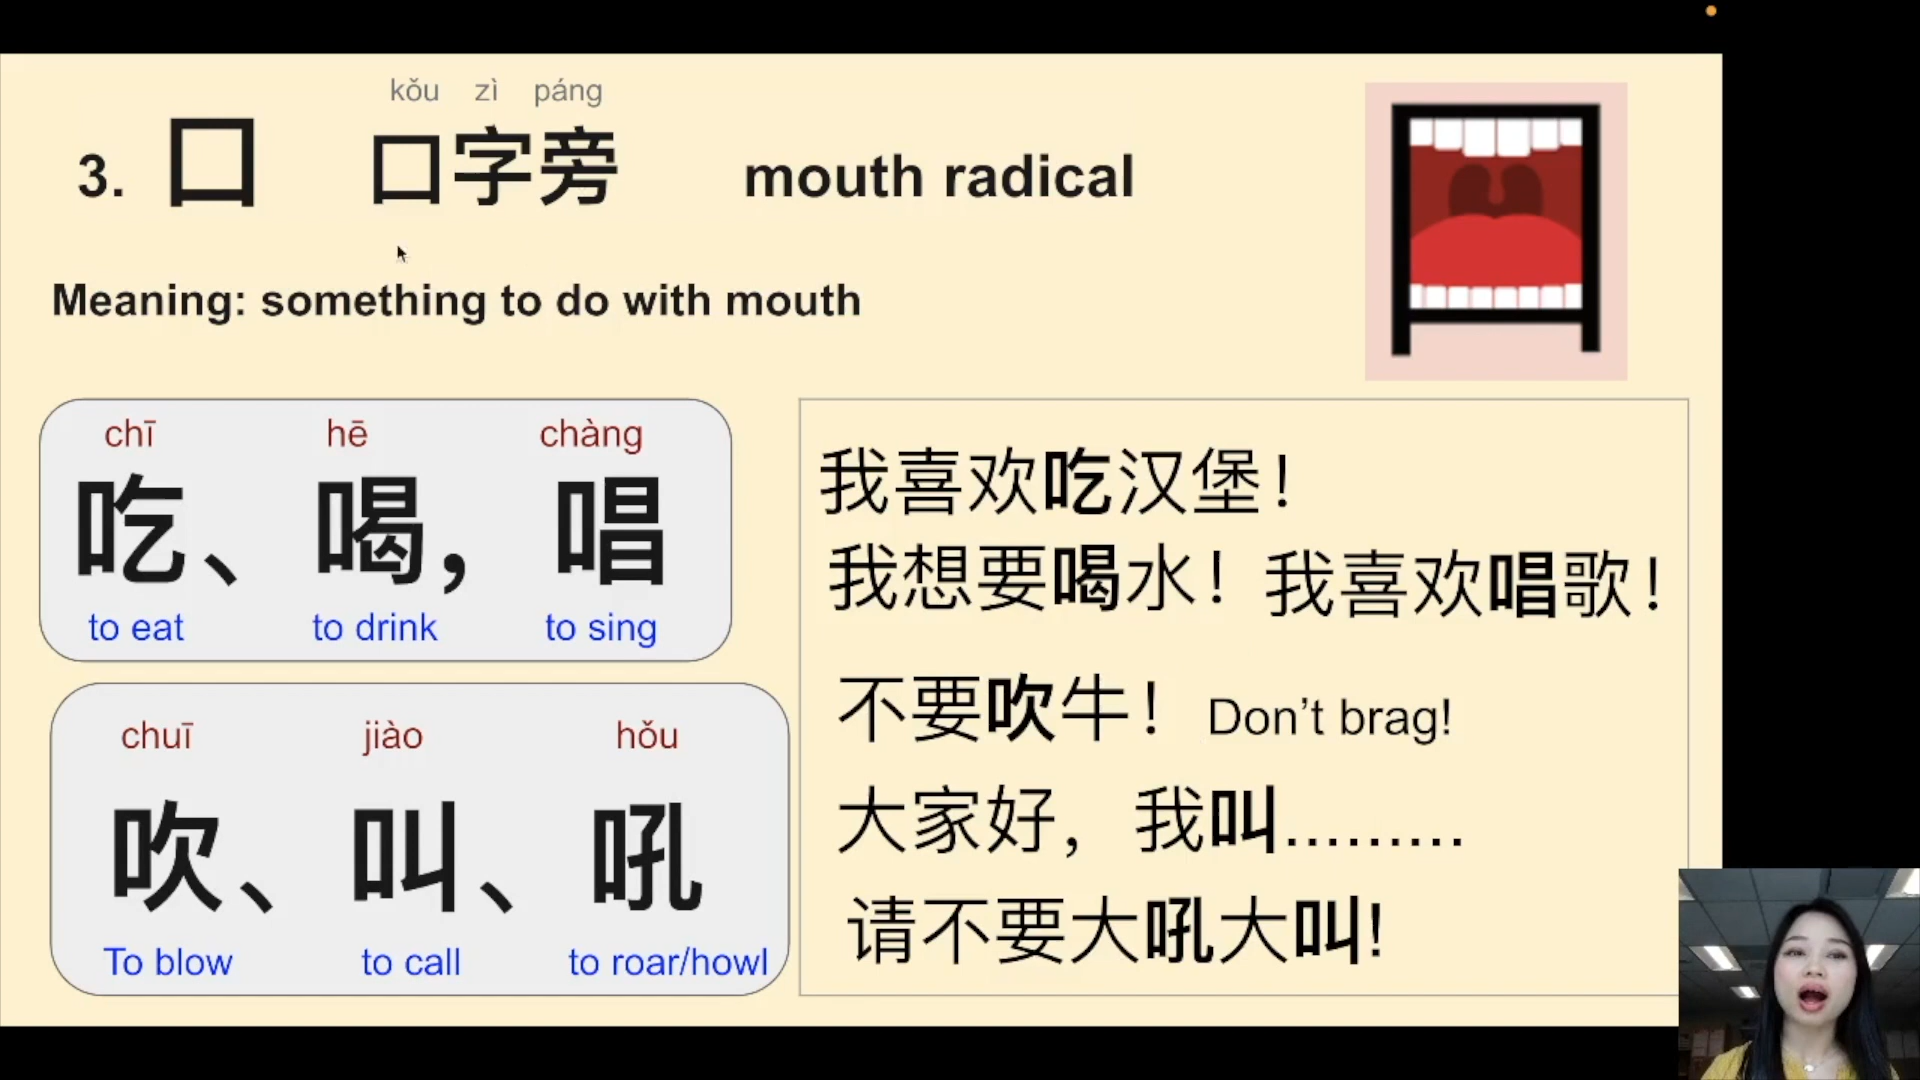 kǒu zì páng
3. 口 口字旁 mouth radical
Meaning: something to do with mouth
chī hē chàng
吃、喝，唱
to eat to drink to sing
chuī jiào hǒu
吹、叫、吼
To blow to call to roar/howl
我喜欢吃汉堡！
我想要喝水！我喜欢唱歌！
不要吹牛！ Don’t brag!
大家好，我叫.........
请不要大吼大叫!